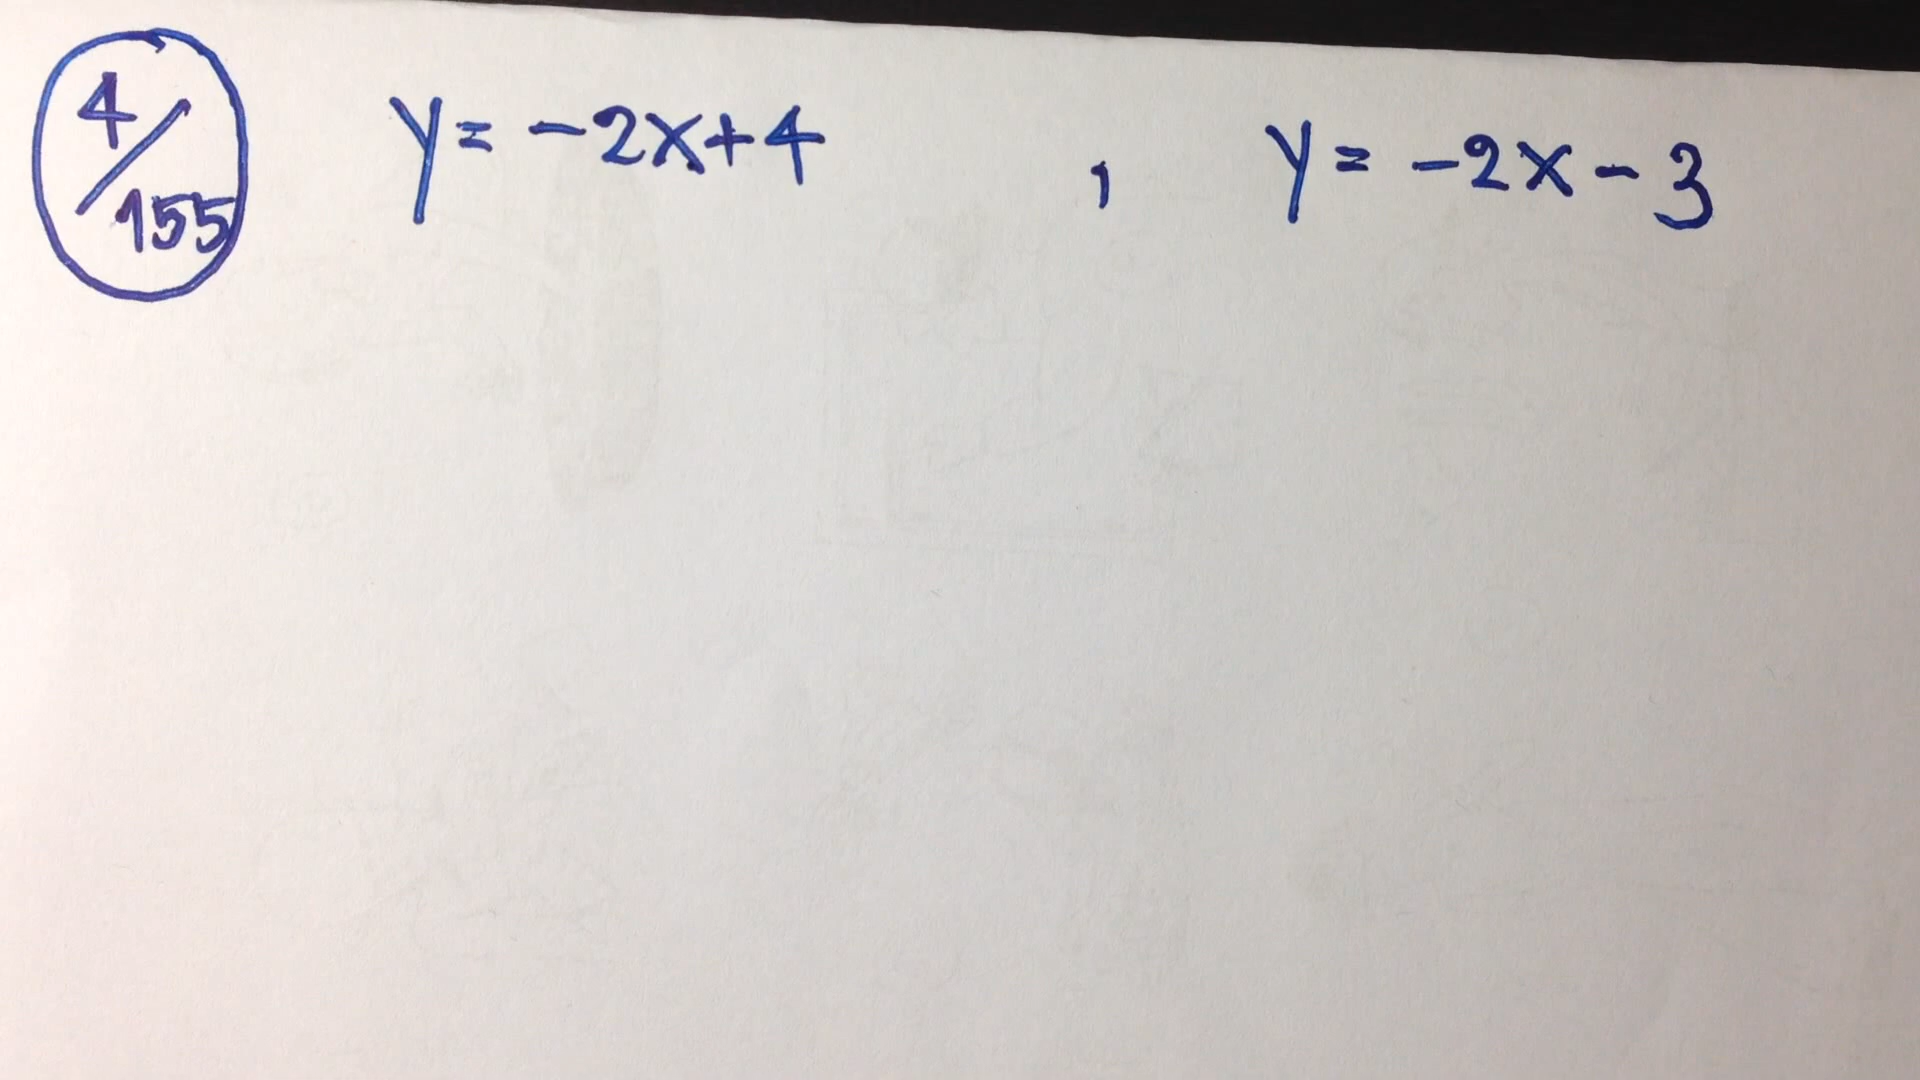 4/155
y = -2x+4 , y = -2x - 3